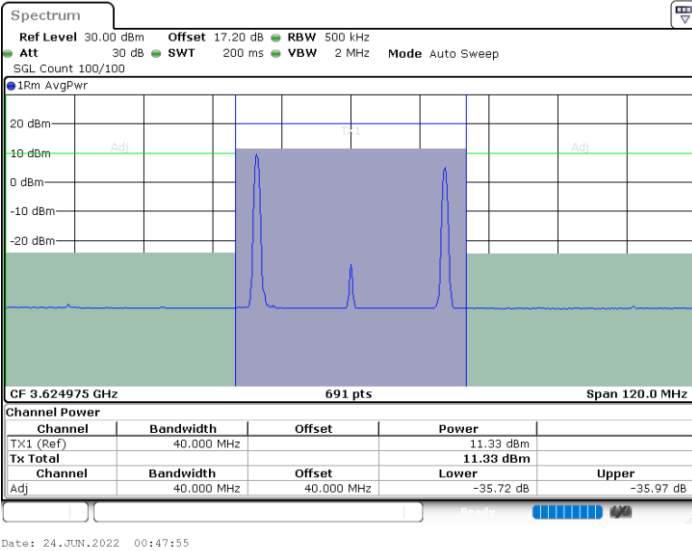 Spectrum
Ref Level 30.00 dBm Offset 17.20 dB RBW 500 kHz
Att 30 dB SWT 200 ms VBW 2 MHz Mode Auto Sweep
SGL Count 100/100
1Rm AvgPwr
20 dBm
TX1
Adj Adj
10 dBm
0 dBm
-10 dBm
-20 dBm
CF 3.624975 GHz 691 pts Span 120.0 MHz
Channel Power
Channel Bandwidth Offset Power
TX1 (Ref) 40.000 MHz 11.33 dBm
Tx Total 11.33 dBm
Channel Bandwidth Offset Lower Upper
Adj 40.000 MHz 40.000 MHz -35.72 dB -35.97 dB
Ready
Date: 24.JUN.2022 00:47:55